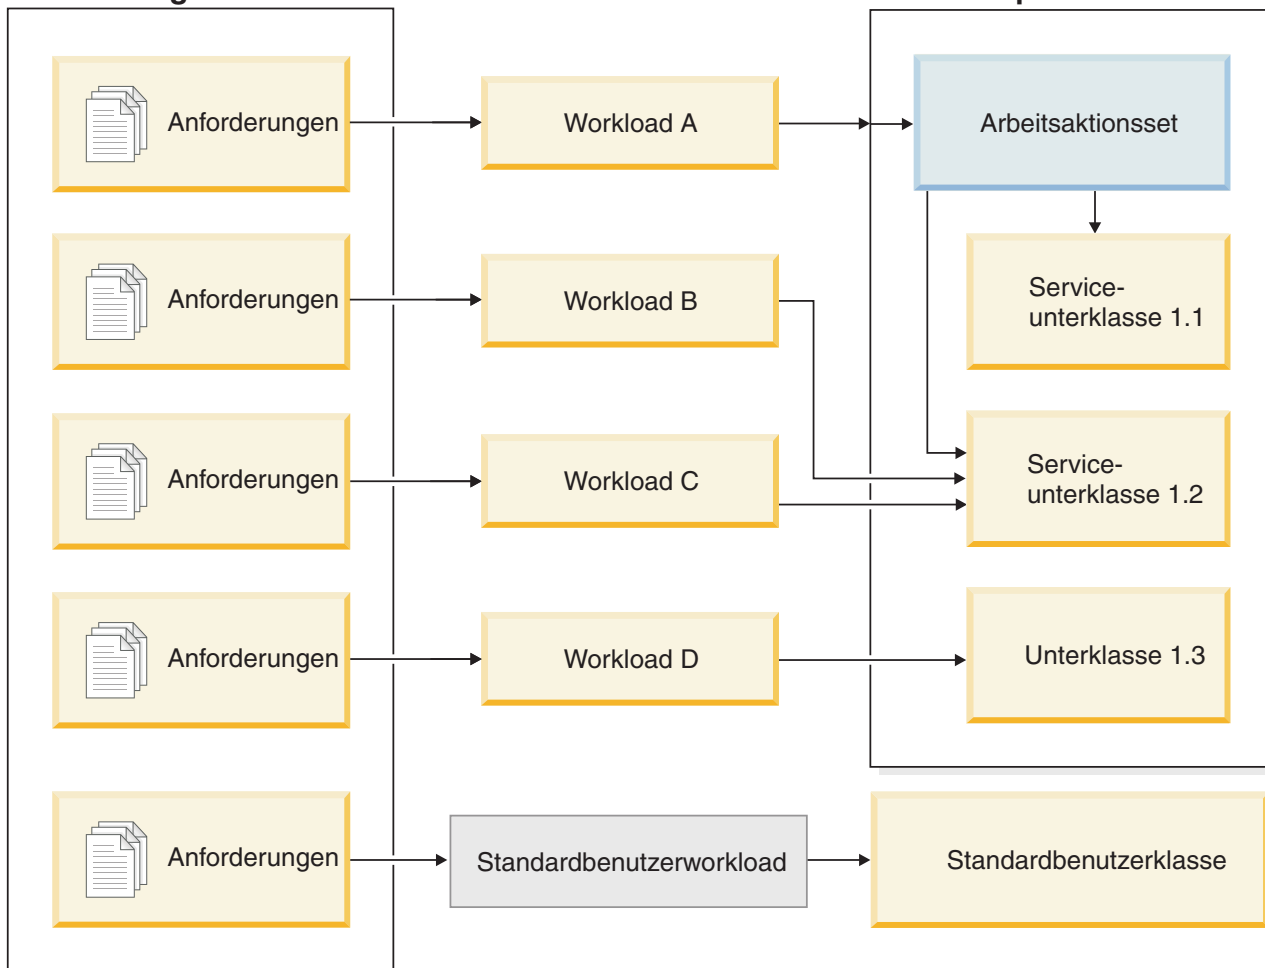 Anforderungen
Workload A
Arbeitsaktionsset
Anforderungen
Workload B
Service-
unterklasse 1.1
Anforderungen
Workload C
Service-
unterklasse 1.2
Anforderungen
Workload D
Unterklasse 1.3
Anforderungen
Standardbenutzerworkload
Standardbenutzerklasse